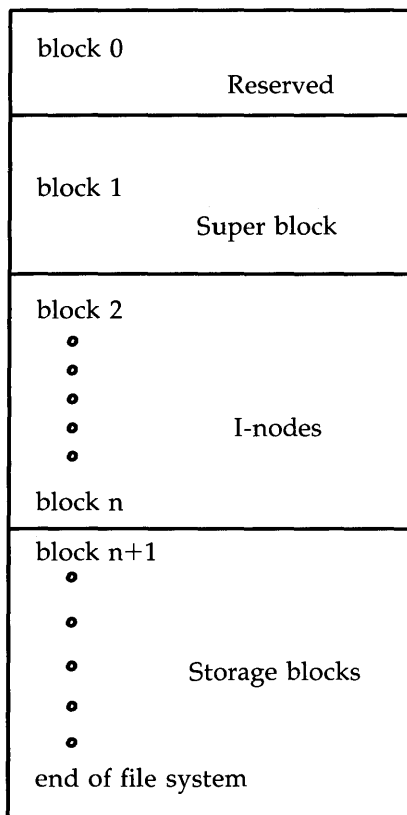 block 0
Reserved
block 1
Super block
block 2
I-nodes
block n
block n+1
Storage blocks
end of file system